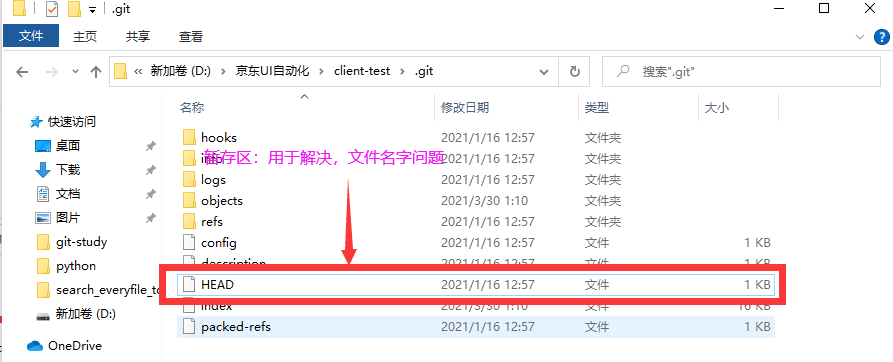 .git
文件 主页 共享 查看
新加卷 (D:) 京东UI自动化 client-test .git 搜索".git"
名称 修改日期 类型 大小
快速访问
桌面
下载
文档
图片
git-study
python
search_everyfile_to
新加卷 (D:)
OneDrive
hooks 2021/1/16 12:57 文件夹
暂存区：用于解决，文件名字问题
info 2021/1/16 12:57 文件夹
logs 2021/1/16 12:57 文件夹
objects 2021/3/30 1:10 文件夹
refs 2021/1/16 12:57 文件夹
config 2021/1/16 12:57 文件 1 KB
description 2021/1/16 12:57 文件 1 KB
HEAD 2021/1/16 12:57 文件 1 KB
index 2021/3/30 1:10 文件 16 KB
packed-refs 2021/1/16 12:57 文件 1 KB